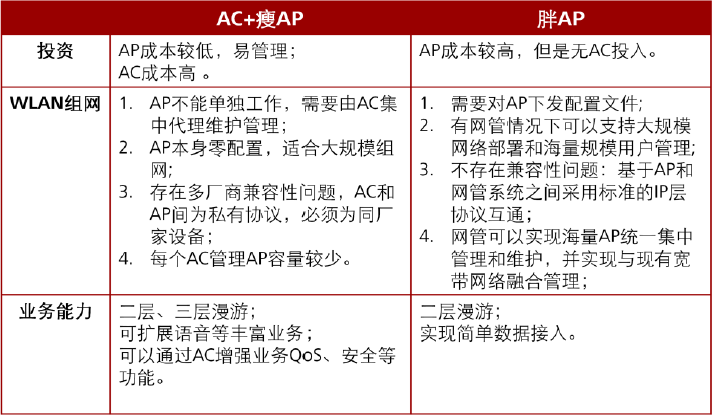 AC+瘦AP
胖AP
投资
AP成本较低，易管理；
AC成本高 。
AP成本较高，但是无AC投入。
WLAN组网
1. AP不能单独工作，需要由AC集
中代理维护管理；
2. AP本身零配置，适合大规模组
网;
3. 存在多厂商兼容性问题，AC和
AP间为私有协议，必须为同厂
家设备；
4. 每个AC管理AP容量较少。
1. 需要对AP下发配置文件;
2. 有网管情况下可以支持大规模
网络部署和海量规模用户管理;
3. 不存在兼容性问题：基于AP和
网管系统之间采用标准的IP层
协议互通；
4. 网管可以实现海量AP统一集中
管理和维护，并实现与现有宽
带网络融合管理；
业务能力
二层、三层漫游；
可扩展语音等丰富业务；
可以通过AC增强业务QoS、安全等
功能。
二层漫游；
实现简单数据接入。